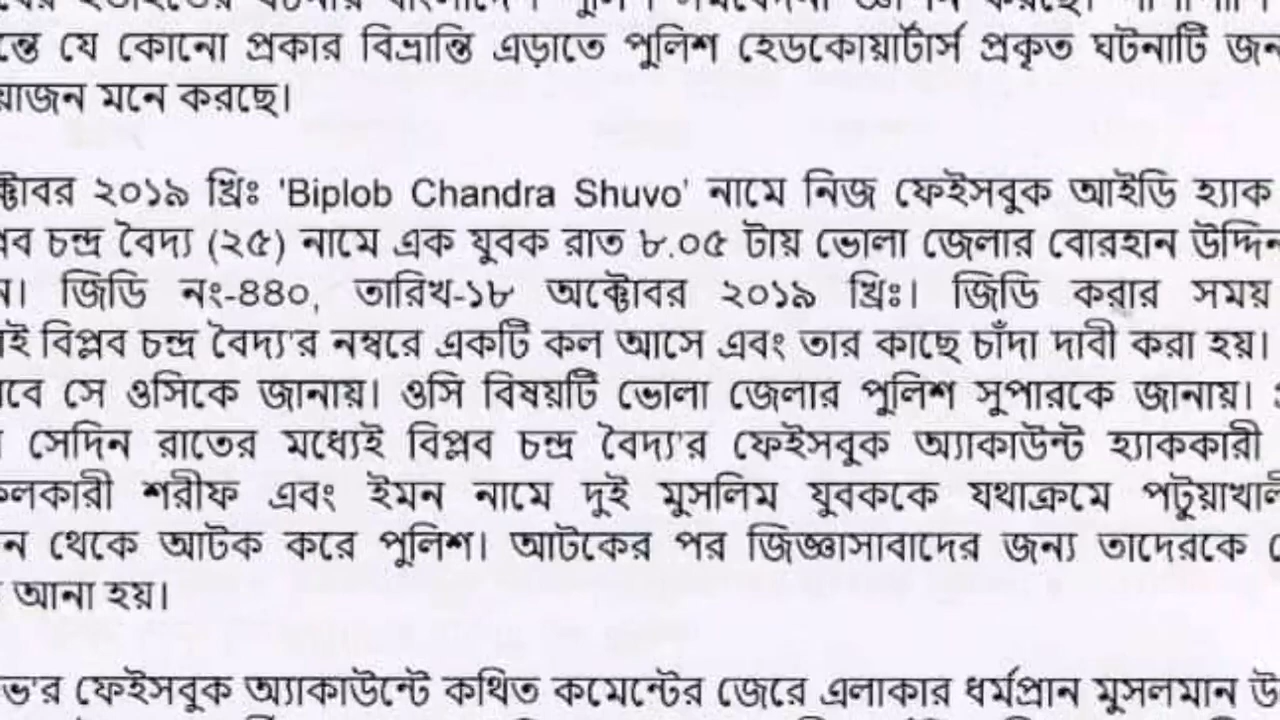 ন্তে যে কোনো প্রকার বিভ্রান্তি এড়াতে পুলিশ হেডকোয়ার্টার্স প্রকৃত ঘটনাটি জন
য়োজন মনে করছে।
ক্টোবর ২০১৯ খ্রিঃ 'Biplob Chandra Shuvo' নামে নিজ ফেইসবুক আইডি হ্যাক
প্লব চন্দ্র বৈদ্য (২৫) নামে এক যুবক রাত ৮.০৫ টায় ভোলা জেলার বোরহান উদ্দিন
ন। জিডি নং-৪৪০, তারিখ-১৮ অক্টোবর ২০১৯ খ্রিঃ। জিডি করার সময়
ই বিপ্লব চন্দ্র বৈদ্য'র নম্বরে একটি কল আসে এবং তার কাছে চাঁদা দাবী করা হয়।
বে সে ওসিকে জানায়। ওসি বিষয়টি ভোলা জেলার পুলিশ সুপারকে জানায়।
সেদিন রাতের মধ্যেই বিপ্লব চন্দ্র বৈদ্য'র ফেইসবুক অ্যাকাউন্ট হ্যাককারী
কলকারী শরীফ এবং ইমন নামে দুই মুসলিম যুবককে যথাক্রমে পটুয়াখালী
ন থেকে আটক করে পুলিশ। আটকের পর জিজ্ঞাসাবাদের জন্য তাদেরকে
আনা হয়।
ভ'র ফেইসবুক অ্যাকাউন্টে কথিত কমেন্টের জেরে এলাকার ধর্মপ্রান মুসলমান উ